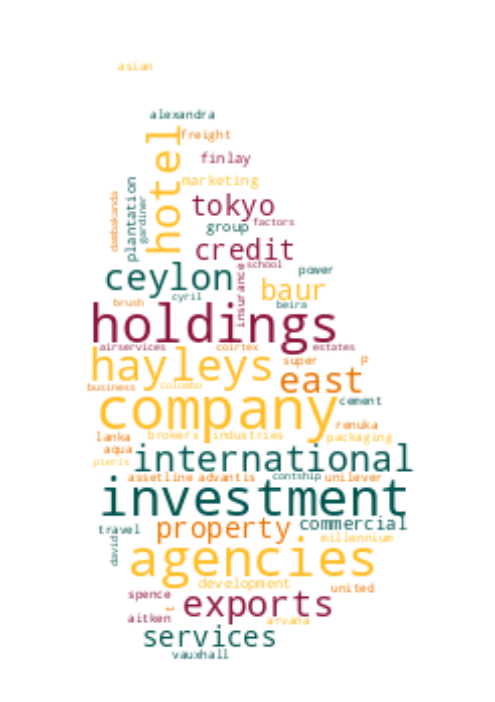 asian
alexandra
freight
hotel
finlay
marketing
plantation
dambakanda
gardiner
tokyo
group factors
credit
school
insurance
power
ceylon
baur
cyril
brush
beira
holdings
airservices coirtex estates
hayleys
super p
east
business colombo
company
cement
renuka
lanka brokers industries packaging
aqua
international
pieris
assetline advantis contship unilever
investment
commercial
travel property
david
millennium
agencies
development
united
spence
exports
t
aitken arvana
services
vauxhall